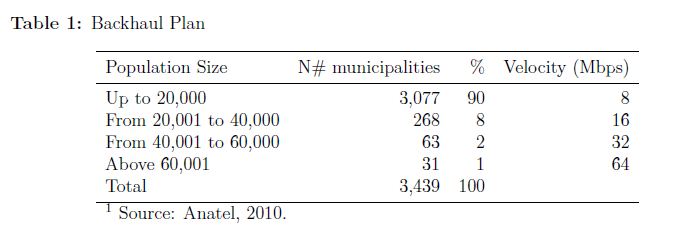 Table 1: Backhaul Plan
Population Size N# municipalities % Velocity (Mbps)
Up to 20,000 3,077 90 8
From 20,001 to 40,000 268 8 16
From 40,001 to 60,000 63 2 32
Above 60,001 31 1 64
Total 3,439 100
1 Source: Anatel, 2010.